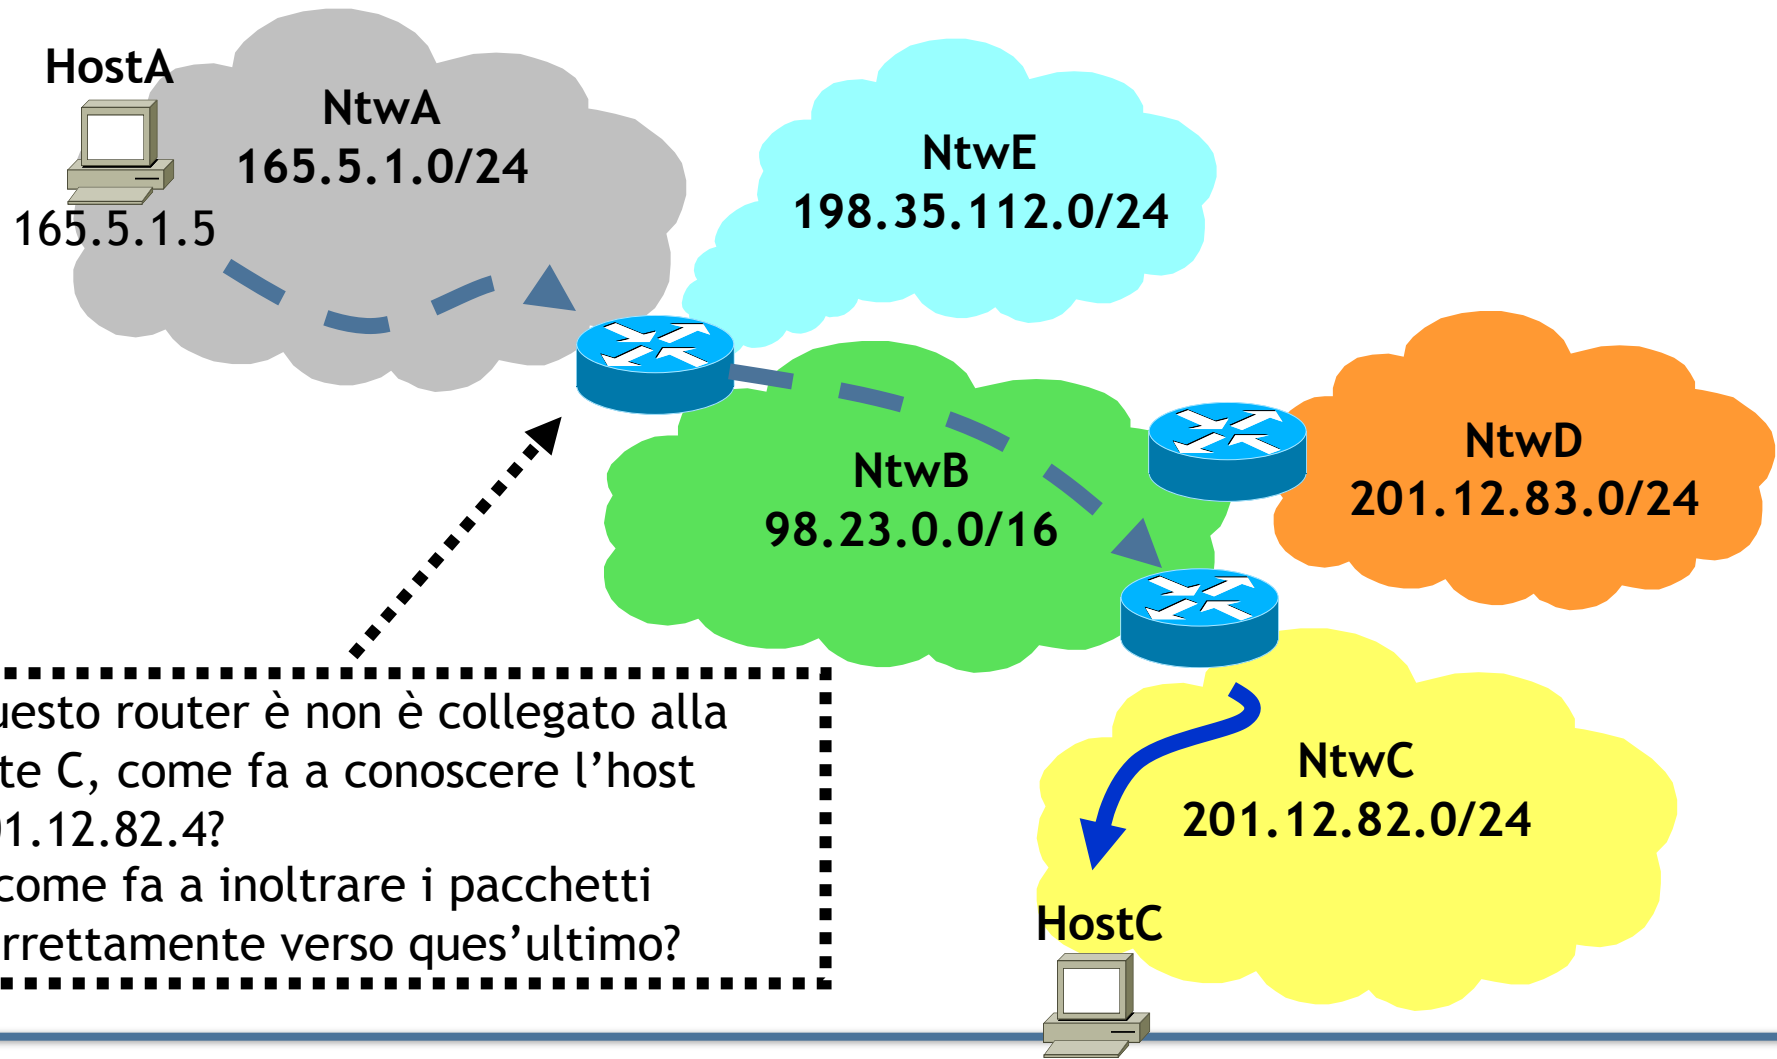 HostA
NtwA
165.5.1.0/24
165.5.1.5
NtwE
198.35.112.0/24
NtwB
98.23.0.0/16
NtwD
201.12.83.0/24
uesto router è non è collegato alla
te C, come fa a conoscere l’host
01.12.82.4?
come fa a inoltrare i pacchetti
rrettamente verso ques’ultimo?
NtwC
201.12.82.0/24
HostC